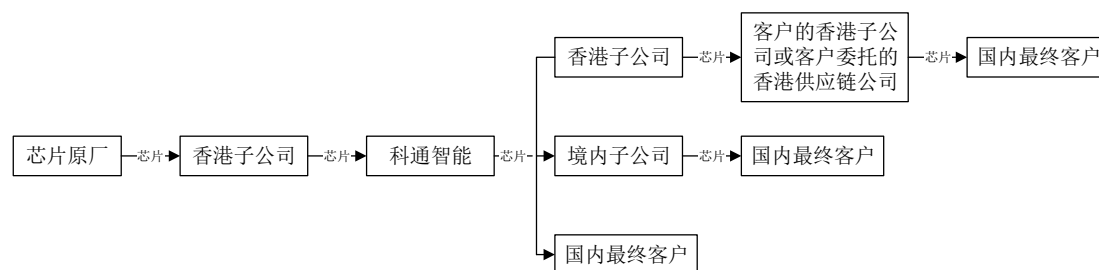 香港子公司
芯片
客户的香港子公
司或客户委托的
香港供应链公司
芯片
国内最终客户
芯片原厂
芯片
香港子公司
芯片
科通智能
芯片
境内子公司
芯片
国内最终客户
国内最终客户